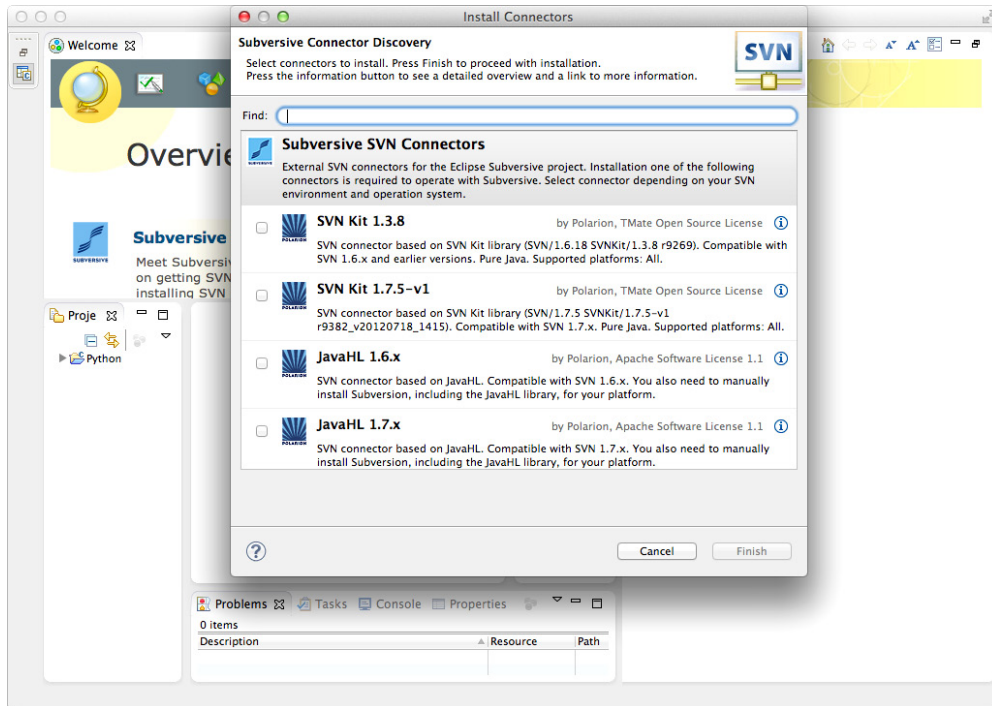 Install Connectors
Welcome
Subversive Connector Discovery
Select connectors to install. Press Finish to proceed with installation.
Press the information button to see a detailed overview and a link to more information.
SVN
Find:
Overvie
Subversive SVN Connectors
External SVN connectors for the Eclipse Subversive project. Installation one of the following
connectors is required to operate with Subversive. Select connector depending on your SVN
environment and operation system.
SUBVERSIVE
SVN Kit 1.3.8
by Polarion, TMate Open Source License
POLARION
SVN connector based on SVN Kit library (SVN/1.6.18 SVNKit/1.3.8 r9269). Compatible with
SVN 1.6.x and earlier versions. Pure Java. Supported platforms: All.
SVN Kit 1.7.5-v1
by Polarion, TMate Open Source License
POLARION
SVN connector based on SVN Kit library (SVN/1.7.5 SVNKit/1.7.5-v1
r9382_v20120718_1415). Compatible with SVN 1.7.x. Pure Java. Supported platforms: All.
JavaHL 1.6.x
by Polarion, Apache Software License 1.1
POLARION
SVN connector based on JavaHL. Compatible with SVN 1.6.x. You also need to manually
install Subversion, including the JavaHL library, for your platform.
JavaHL 1.7.x
by Polarion, Apache Software License 1.1
POLARION
SVN connector based on JavaHL. Compatible with SVN 1.7.x. You also need to manually
install Subversion, including the JavaHL library, for your platform.
Cancel
Finish
SUBVERSIVE
Subversive
Meet Subversiv
on getting SVN
installing SVN
Proje
Python
Problems
Tasks
Console
Properties
0 items
Description
Resource
Path